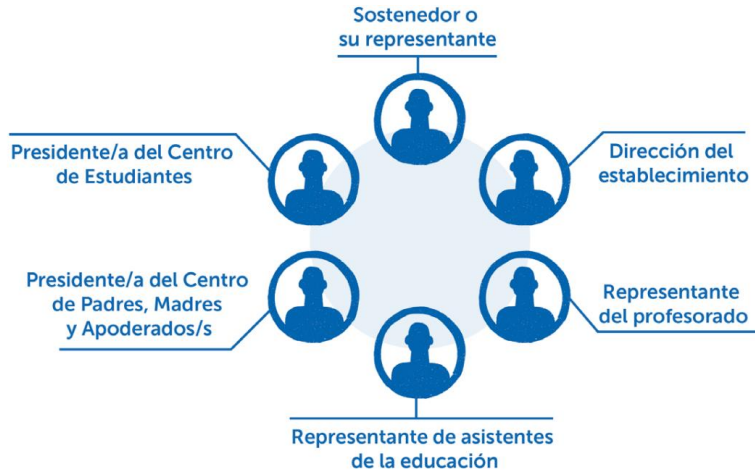 Sostenedor o
su representante
Presidente/a del Centro
de Estudiantes
Dirección del
establecimiento
Presidente/a del Centro
de Padres, Madres
y Apoderados/s
Representante
del profesorado
Representante de asistentes
de la educación